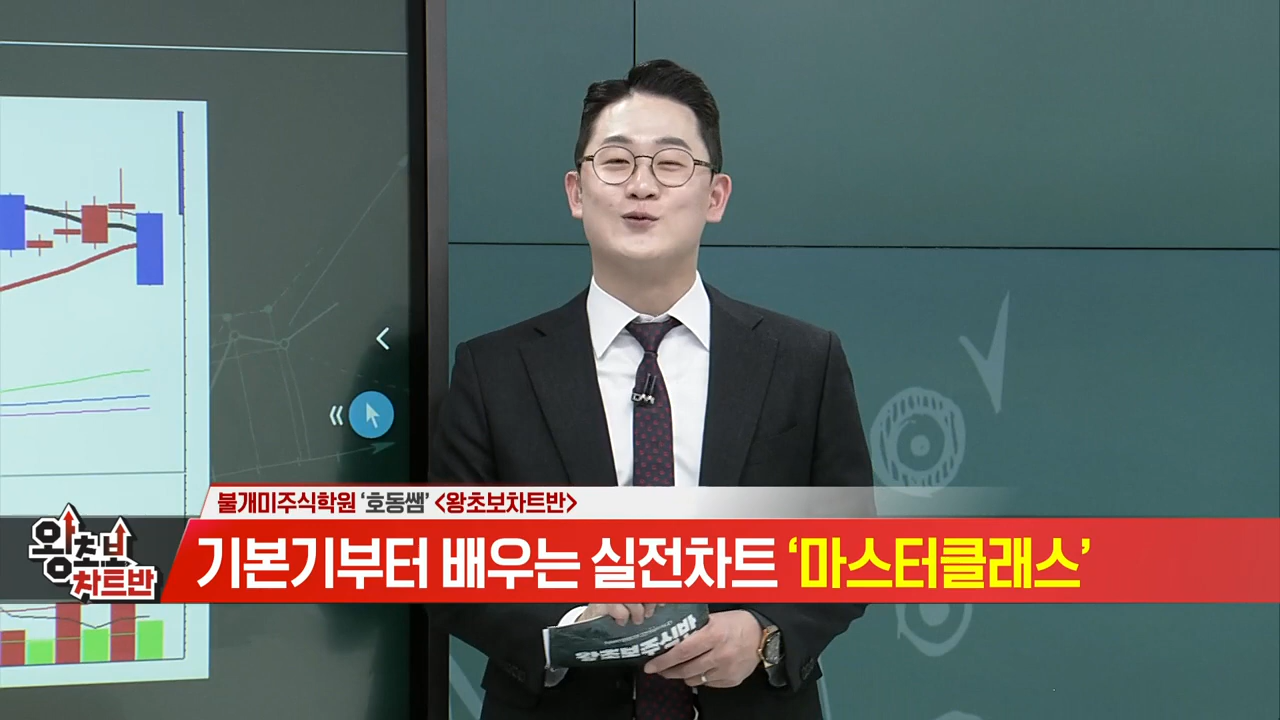 불개미주식학원 ‘호동쌤’ <왕초보차트반>
왕초보
차트반
기본기부터 배우는 실전차트 ‘마스터클래스’